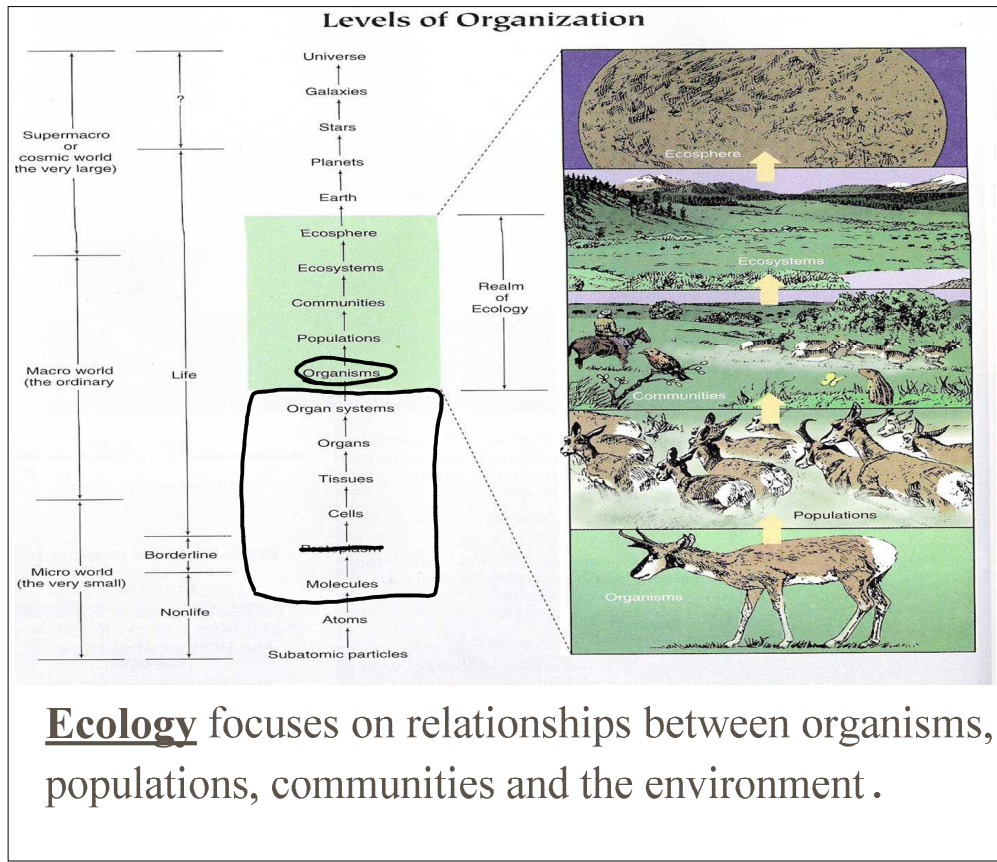 Levels of Organization
Universe
Galaxies
Stars
Planets
Earth
Ecosphere
Ecosystems
Communities
Populations
Organisms
Organ systems
Organs
Tissues
Cells
Protoplasm
Molecules
Atoms
Subatomic particles
Supermacro
or
cosmic world
the very large)
Macro world
(the ordinary
Micro world
(the very small)
?
Life
Borderline
Nonlife
Realm
of
Ecology
Ecosphere
Ecosystems
Communities
Populations
Organisms
Ecology focuses on relationships between organisms,
populations, communities and the environment.